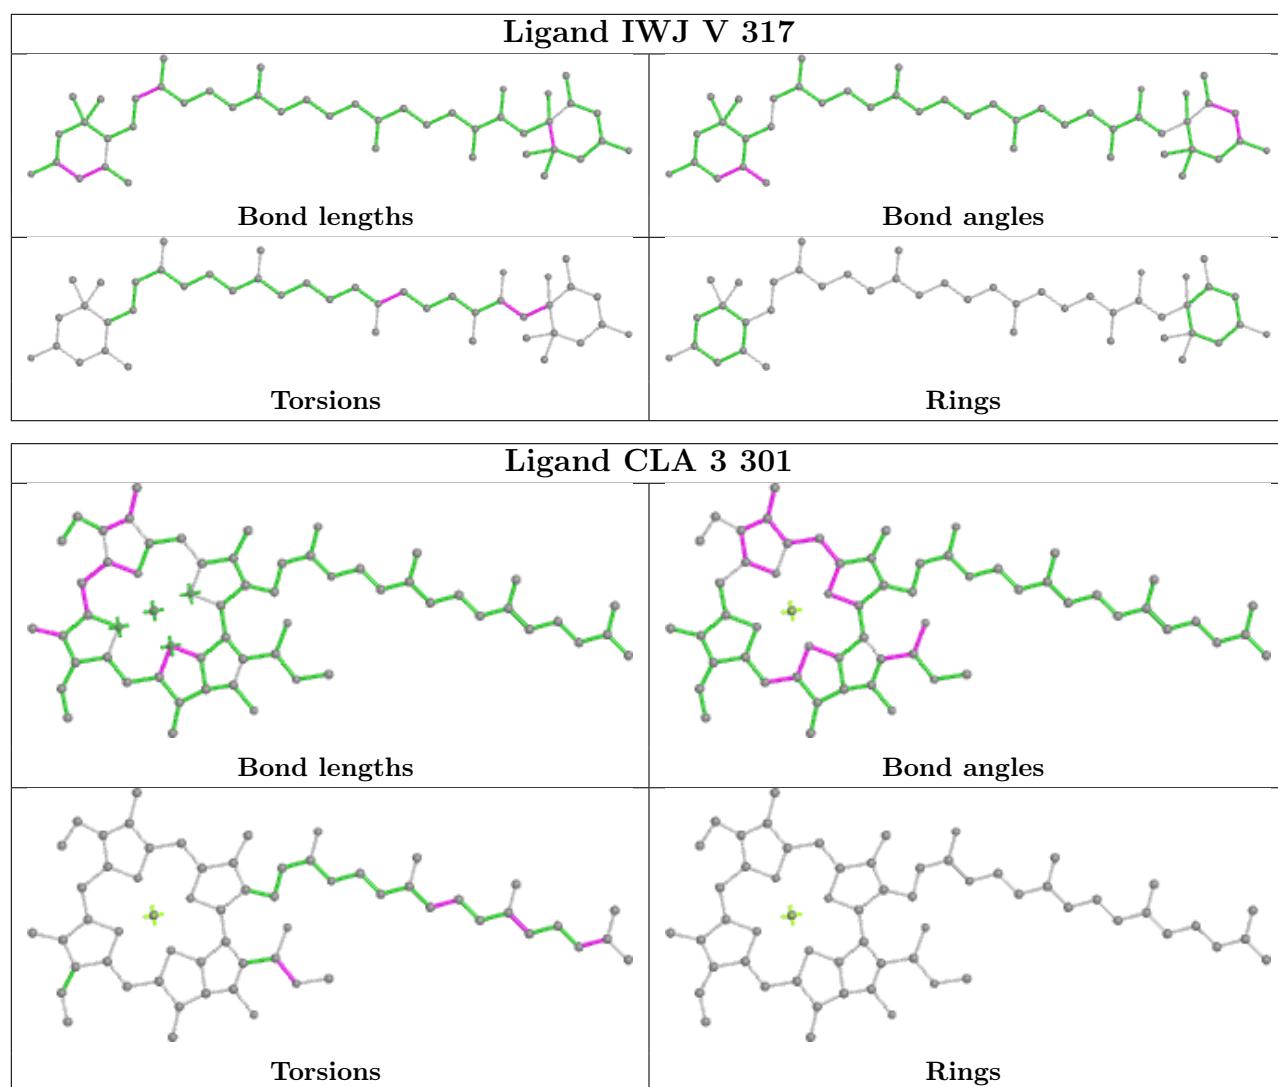 Ligand IWJ V 317
Bond lengths
Bond angles
Torsions
Rings
Ligand CLA 3 301
Bond lengths
Bond angles
Torsions
Rings